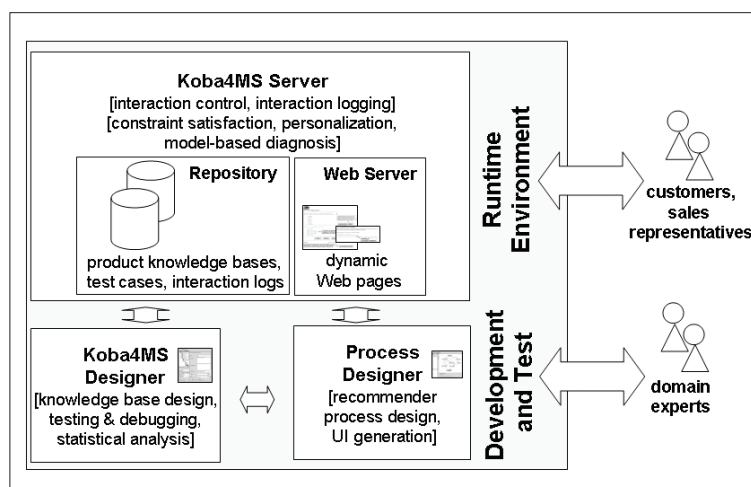 Koba4MS Server
[interaction control, interaction logging]
[constraint satisfaction, personalization,
model-based diagnosis]
Repository
product knowledge bases,
test cases, interaction logs
Web Server
dynamic
Web pages
Runtime
Environment
customers,
sales
representatives
Koba4MS
Designer
[knowledge base design,
testing & debugging,
statistical analysis]
Process
Designer
[recommender
process design,
UI generation]
Development
and Test
domain
experts